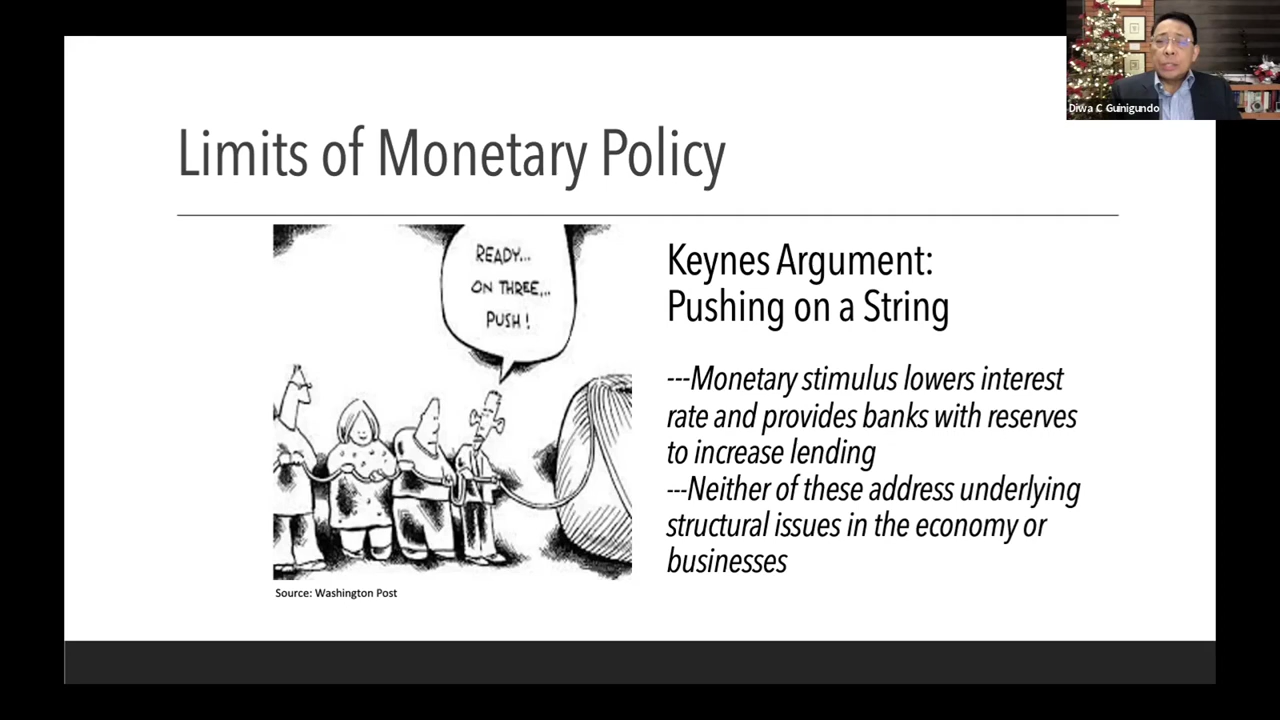 Diwa C Guinigundo
Limits of Monetary Policy
READY...
ON THREE...
PUSH!
Keynes Argument:
Pushing on a String
---Monetary stimulus lowers interest
rate and provides banks with reserves
to increase lending
---Neither of these address underlying
structural issues in the economy or
businesses
Source: Washington Post